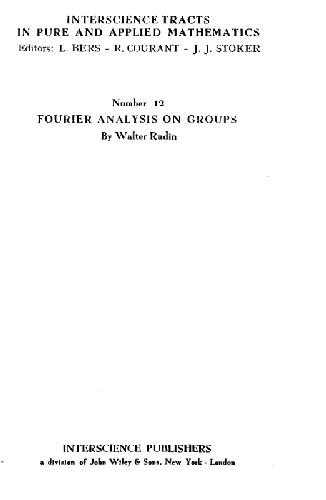 INTERSCIENCE TRACTS
IN PURE AND APPLIED MATHEMATICS
Editors: L. BERS - R. COURANT - J. J. STOKER
Number 12
FOURIER ANALYSIS ON GROUPS
By Walter Rudin
INTERSCIENCE PUBLISHERS
a division of John Wiley & Sons, New York - London